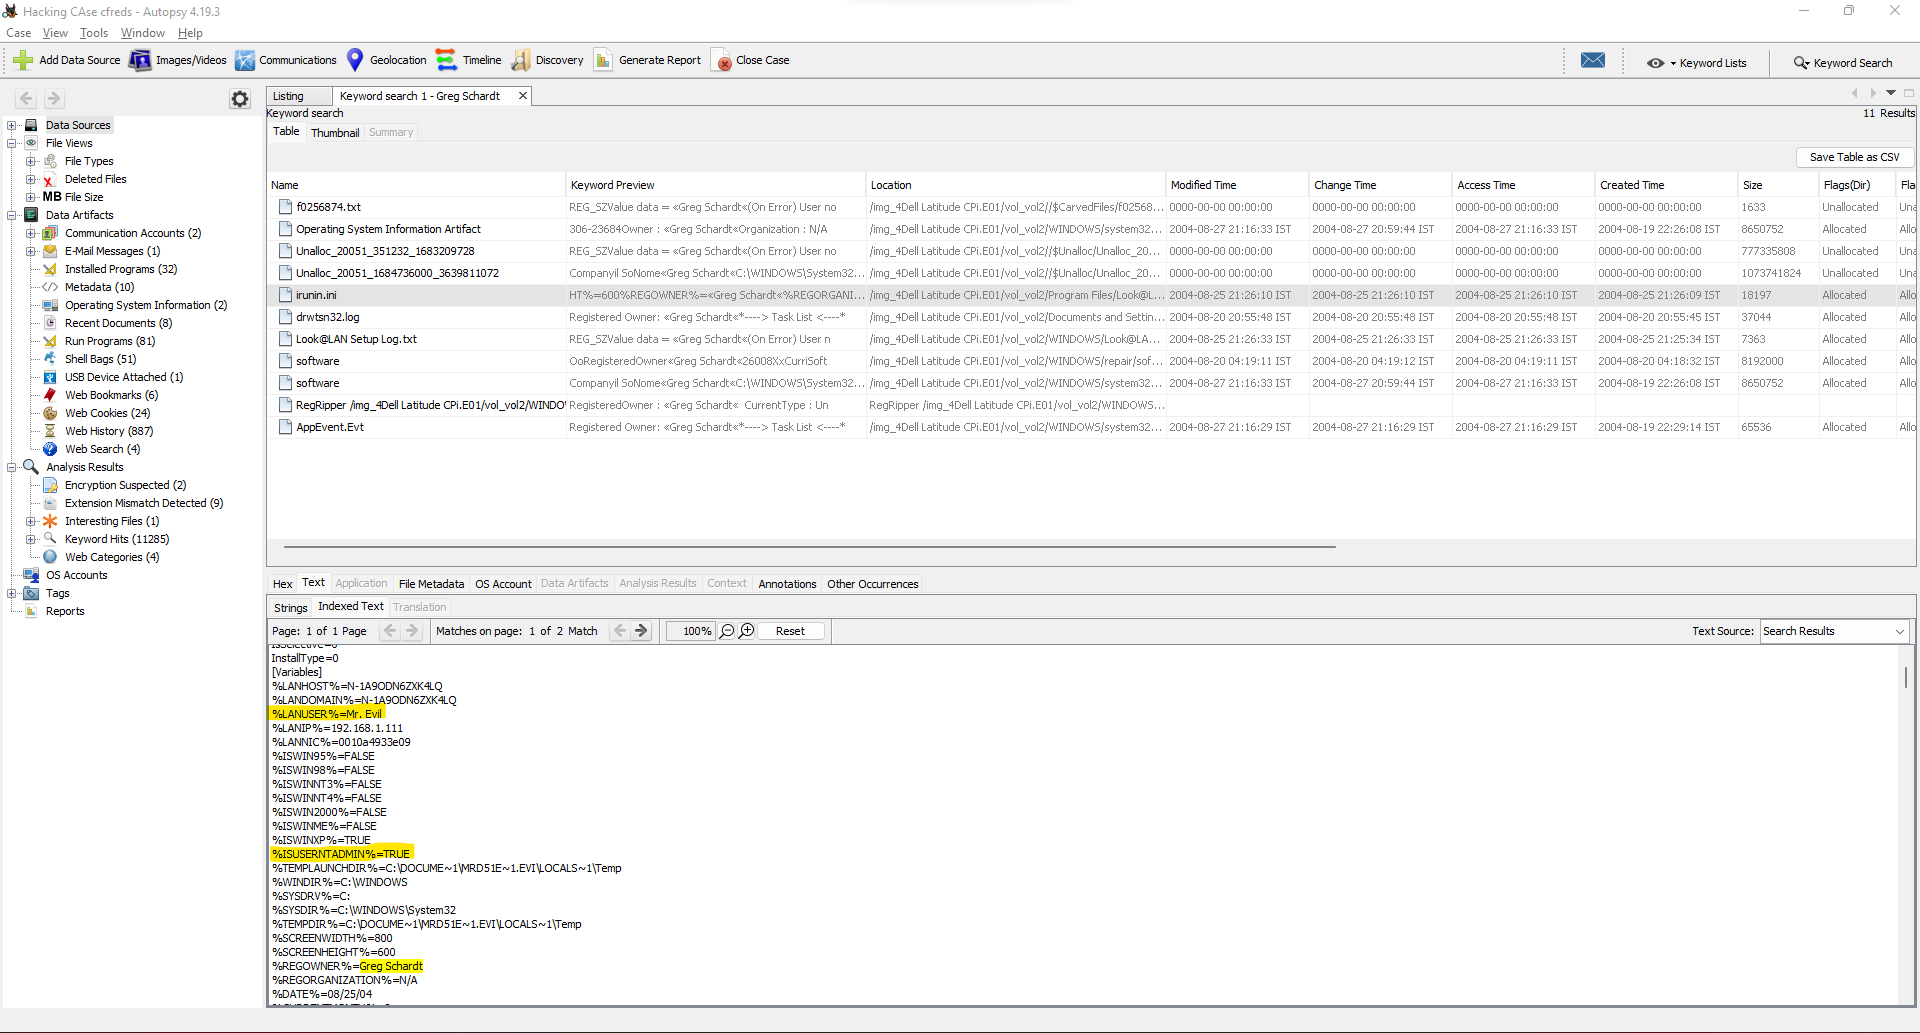 Hacking CAse cfreds - Autopsy 4.19.3
Case View Tools Window Help
Add Data Source Images/Videos Communications Geolocation Timeline Discovery Generate Report Close Case Keyword Lists Keyword Search
Listing Keyword search 1 - Greg Schardt
Keyword search 11 Results
Table Thumbnail Summary
Save Table as CSV
Data Sources
File Views
File Types
Deleted Files
MB File Size
Data Artifacts
Communication Accounts (2)
E-Mail Messages (1)
Installed Programs (32)
Metadata (10)
Operating System Information (2)
Recent Documents (8)
Run Programs (81)
Shell Bags (51)
USB Device Attached (1)
Web Bookmarks (6)
Web Cookies (24)
Web History (887)
Web Search (4)
Analysis Results
Encryption Suspected (2)
Extension Mismatch Detected (9)
Interesting Files (1)
Keyword Hits (11285)
Web Categories (4)
OS Accounts
Tags
Reports
Name Keyword Preview Location Modified Time Change Time Access Time Created Time Size Flags(Dir) Fla
f0256874.txt REG_SZValue data = «Greg Schardt«(On Error) User no /img_4Dell Latitude CPi.E01/vol_vol2//$CarvedFiles/f02568... 0000-00-00 00:00:00 0000-00-00 00:00:00 0000-00-00 00:00:00 0000-00-00 00:00:00 1633 Unallocated Una
Operating System Information Artifact 306-23684Owner : «Greg Schardt«Organization : N/A /img_4Dell Latitude CPi.E01/vol_vol2/WINDOWS/system32... 2004-08-27 21:16:33 IST 2004-08-27 20:59:44 IST 2004-08-27 21:16:33 IST 2004-08-19 22:26:08 IST 8650752 Allocated Allo
Unalloc_20051_351232_1683209728 REG_SZValue data = «Greg Schardt«(On Error) User no /img_4Dell Latitude CPi.E01/vol_vol2//$Unalloc/Unalloc_20... 0000-00-00 00:00:00 0000-00-00 00:00:00 0000-00-00 00:00:00 0000-00-00 00:00:00 777335808 Unallocated Una
Unalloc_20051_1684736000_3639811072 Companyil SoNome«Greg Schardt«C:\WINDOWS\System32... /img_4Dell Latitude CPi.E01/vol_vol2//$Unalloc/Unalloc_20... 0000-00-00 00:00:00 0000-00-00 00:00:00 0000-00-00 00:00:00 0000-00-00 00:00:00 1073741824 Unallocated Una
irunin.ini HT%=600%REGOWNER%=«Greg Schardt«%REGORGANI... /img_4Dell Latitude CPi.E01/vol_vol2/Program Files/Look@L... 2004-08-25 21:26:10 IST 2004-08-25 21:26:10 IST 2004-08-25 21:26:10 IST 2004-08-25 21:26:09 IST 18197 Allocated Allo
drwtsn32.log Registered Owner: «Greg Schardt«*----> Task List <----* /img_4Dell Latitude CPi.E01/vol_vol2/Documents and Settin... 2004-08-20 20:55:48 IST 2004-08-20 20:55:48 IST 2004-08-20 20:55:48 IST 2004-08-20 20:55:45 IST 37044 Allocated Allo
Look@LAN Setup Log.txt REG_SZValue data = «Greg Schardt«(On Error) User n /img_4Dell Latitude CPi.E01/vol_vol2/WINDOWS/Look@LA... 2004-08-25 21:26:33 IST 2004-08-25 21:26:33 IST 2004-08-25 21:26:33 IST 2004-08-25 21:25:34 IST 7363 Allocated Allo
software OoRegisteredOwner«Greg Schardt«26008XxCurriSoft /img_4Dell Latitude CPi.E01/vol_vol2/WINDOWS/repair/sof... 2004-08-20 04:19:11 IST 2004-08-20 04:19:12 IST 2004-08-20 04:19:11 IST 2004-08-20 04:18:32 IST 8192000 Allocated Allo
software Companyil SoNome«Greg Schardt«C:\WINDOWS\System32... /img_4Dell Latitude CPi.E01/vol_vol2/WINDOWS/system32... 2004-08-27 21:16:33 IST 2004-08-27 20:59:44 IST 2004-08-27 21:16:33 IST 2004-08-19 22:26:08 IST 8650752 Allocated Allo
RegRipper /img_4Dell Latitude CPi.E01/vol_vol2/WINDO RegisteredOwner : «Greg Schardt« CurrentType : Un RegRipper /img_4Dell Latitude CPi.E01/vol_vol2/WINDOWS...
AppEvent.Evt Registered Owner: «Greg Schardt«*----> Task List <----* /img_4Dell Latitude CPi.E01/vol_vol2/WINDOWS/system32... 2004-08-27 21:16:29 IST 2004-08-27 21:16:29 IST 2004-08-27 21:16:29 IST 2004-08-19 22:29:14 IST 65536 Allocated Allo
Hex Text Application File Metadata OS Account Data Artifacts Analysis Results Context Annotations Other Occurrences
Strings Indexed Text Translation
Page: 1 of 1 Page Matches on page: 1 of 2 Match 100% Reset Text Source: Search Results
IsSelective=0
InstallType=0
[Variables]
%LANHOST%=N-1A9ODN6ZXK4LQ
%LANDOMAIN%=N-1A9ODN6ZXK4LQ
%LANUSER%=Mr. Evil
%LANIP%=192.168.1.111
%LANNIC%=0010a4933e09
%ISWIN95%=FALSE
%ISWIN98%=FALSE
%ISWINNT3%=FALSE
%ISWINNT4%=FALSE
%ISWIN2000%=FALSE
%ISWINME%=FALSE
%ISWINXP%=TRUE
%ISUSERNTADMIN%=TRUE
%TEMPLAUNCHDIR%=C:\DOCUME~1\MRD51E~1.EVI\LOCALS~1\Temp
%WINDIR%=C:\WINDOWS
%SYSDRV%=C:
%SYSDIR%=C:\WINDOWS\System32
%TEMPDIR%=C:\DOCUME~1\MRD51E~1.EVI\LOCALS~1\Temp
%SCREENWIDTH%=800
%SCREENHEIGHT%=600
%REGOWNER%=Greg Schardt
%REGORGANIZATION%=N/A
%DATE%=08/25/04